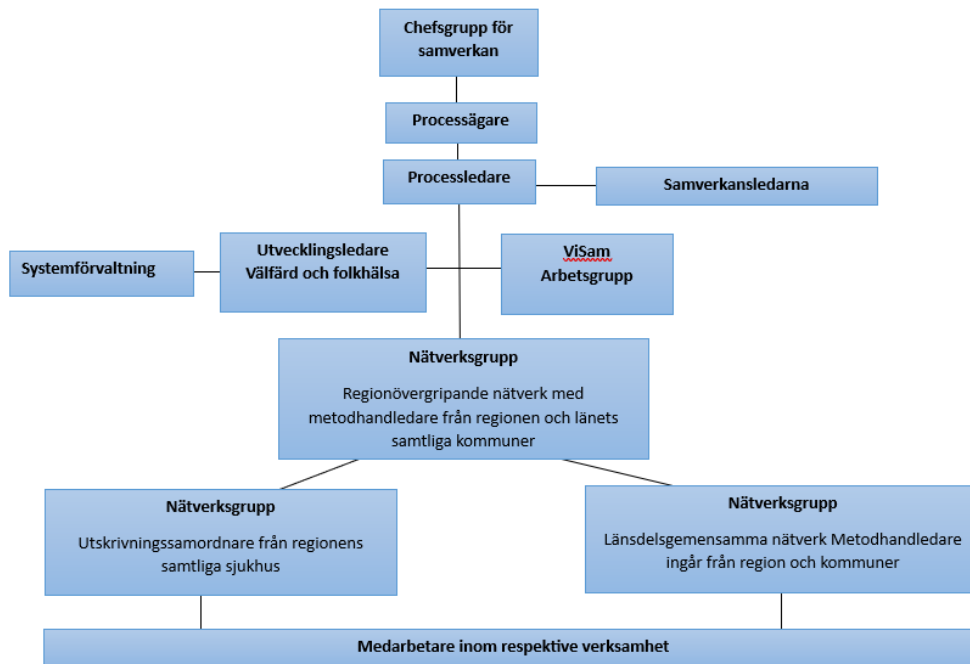 Chefsgrupp för
samverkan
Processägare
Processledare
Samverkansledarna
Systemförvaltning
Utvecklingsledare
Välfärd och folkhälsa
ViSam
Arbetsgrupp
Nätverksgrupp
Regionövergripande nätverk med
metodhandledare från regionen och länets
samtliga kommuner
Nätverksgrupp
Utskrivningssamordnare från regionens
samtliga sjukhus
Nätverksgrupp
Länsdelsgemensamma nätverk Metodhandledare
ingår från region och kommuner
Medarbetare inom respektive verksamhet